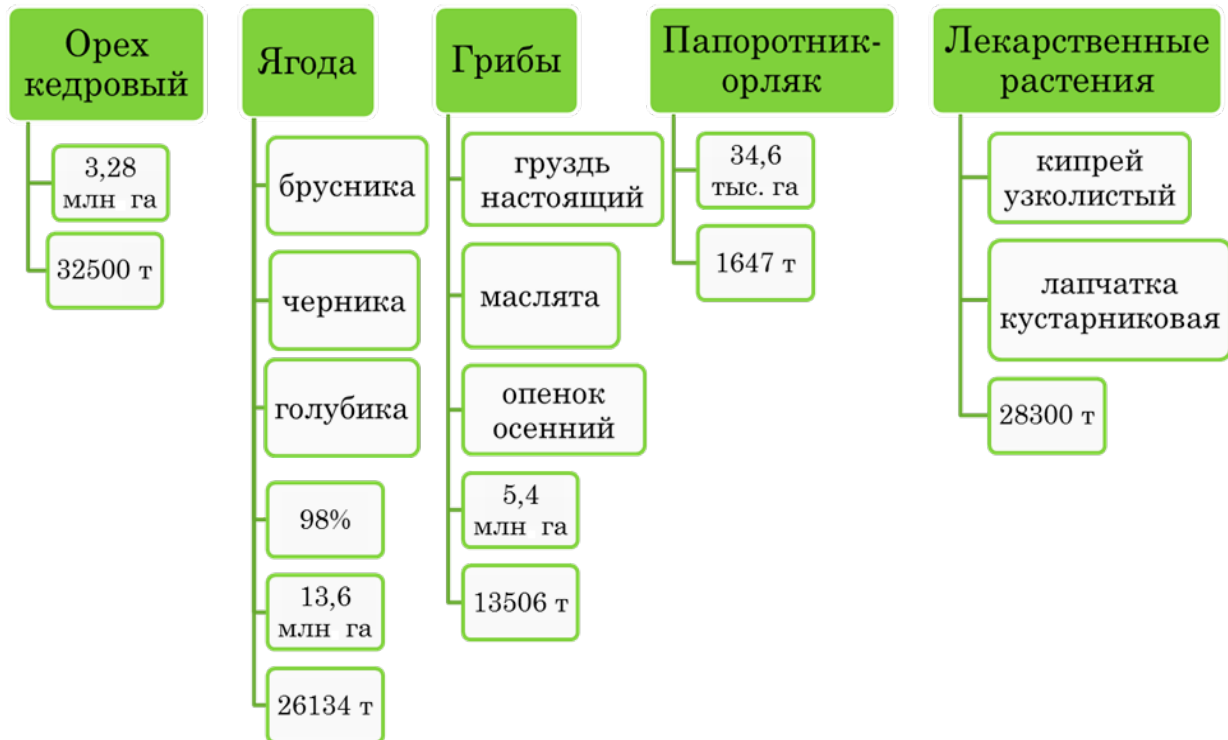 Орех
кедровый
3,28
млн га
32500 т
Ягода
брусника
черника
голубика
98%
13,6
млн га
26134 т
Грибы
груздь
настоящий
маслята
опенок
осенний
5,4
млн га
13506 т
Папоротник-
орляк
34,6
тыс. га
1647 т
Лекарственные
растения
кипрей
узколистый
лапчатка
кустарниковая
28300 т